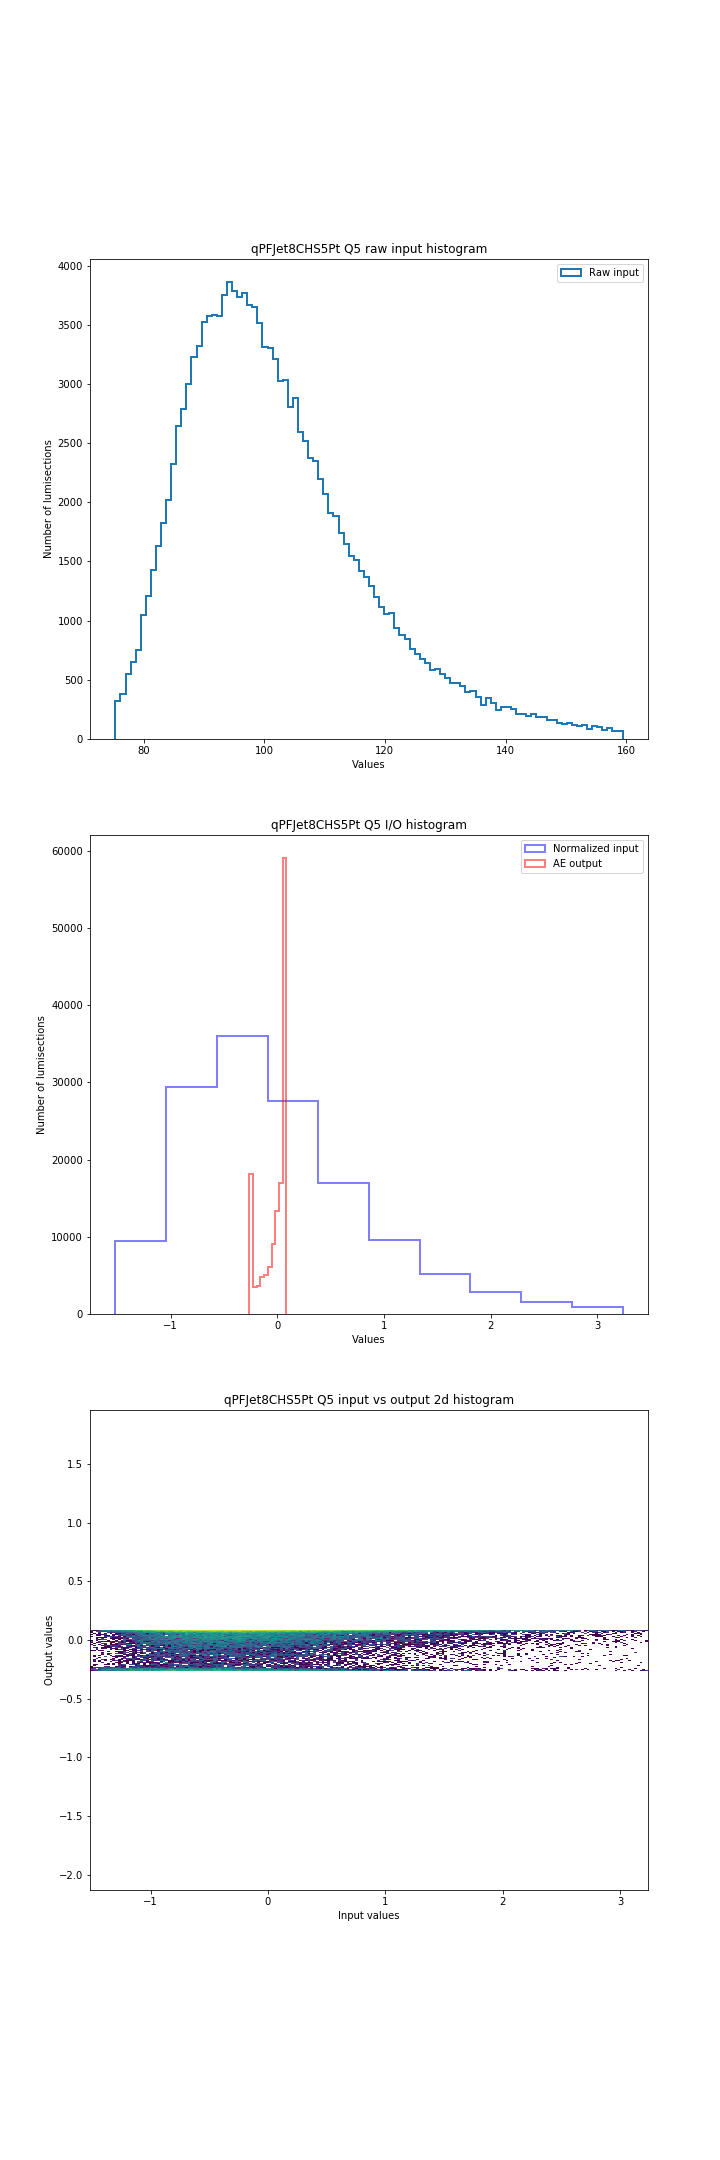 qPFJet8CHS5Pt Q5 raw input histogram
Raw input
4000
3500
3000
2500
2000
1500
1000
500
0
Number of lumisections
80 100 120 140 160
Values
qPFJet8CHS5Pt Q5 I/O histogram
Normalized input
AE output
60000
50000
40000
30000
20000
10000
0
Number of lumisections
−1 0 1 2 3
Values
qPFJet8CHS5Pt Q5 input vs output 2d histogram
1.5
1.0
0.5
0.0
−0.5
−1.0
−1.5
−2.0
Output values
−1 0 1 2 3
Input values